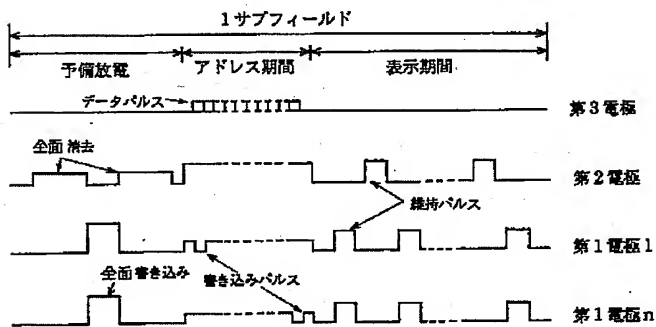 1サブフィールド
予備放電
アドレス期間
表示期間
データパルス
第3電極
全面消去
第2電極
維持パルス
第1電極1
全面書き込み
書き込みパルス
第1電極n